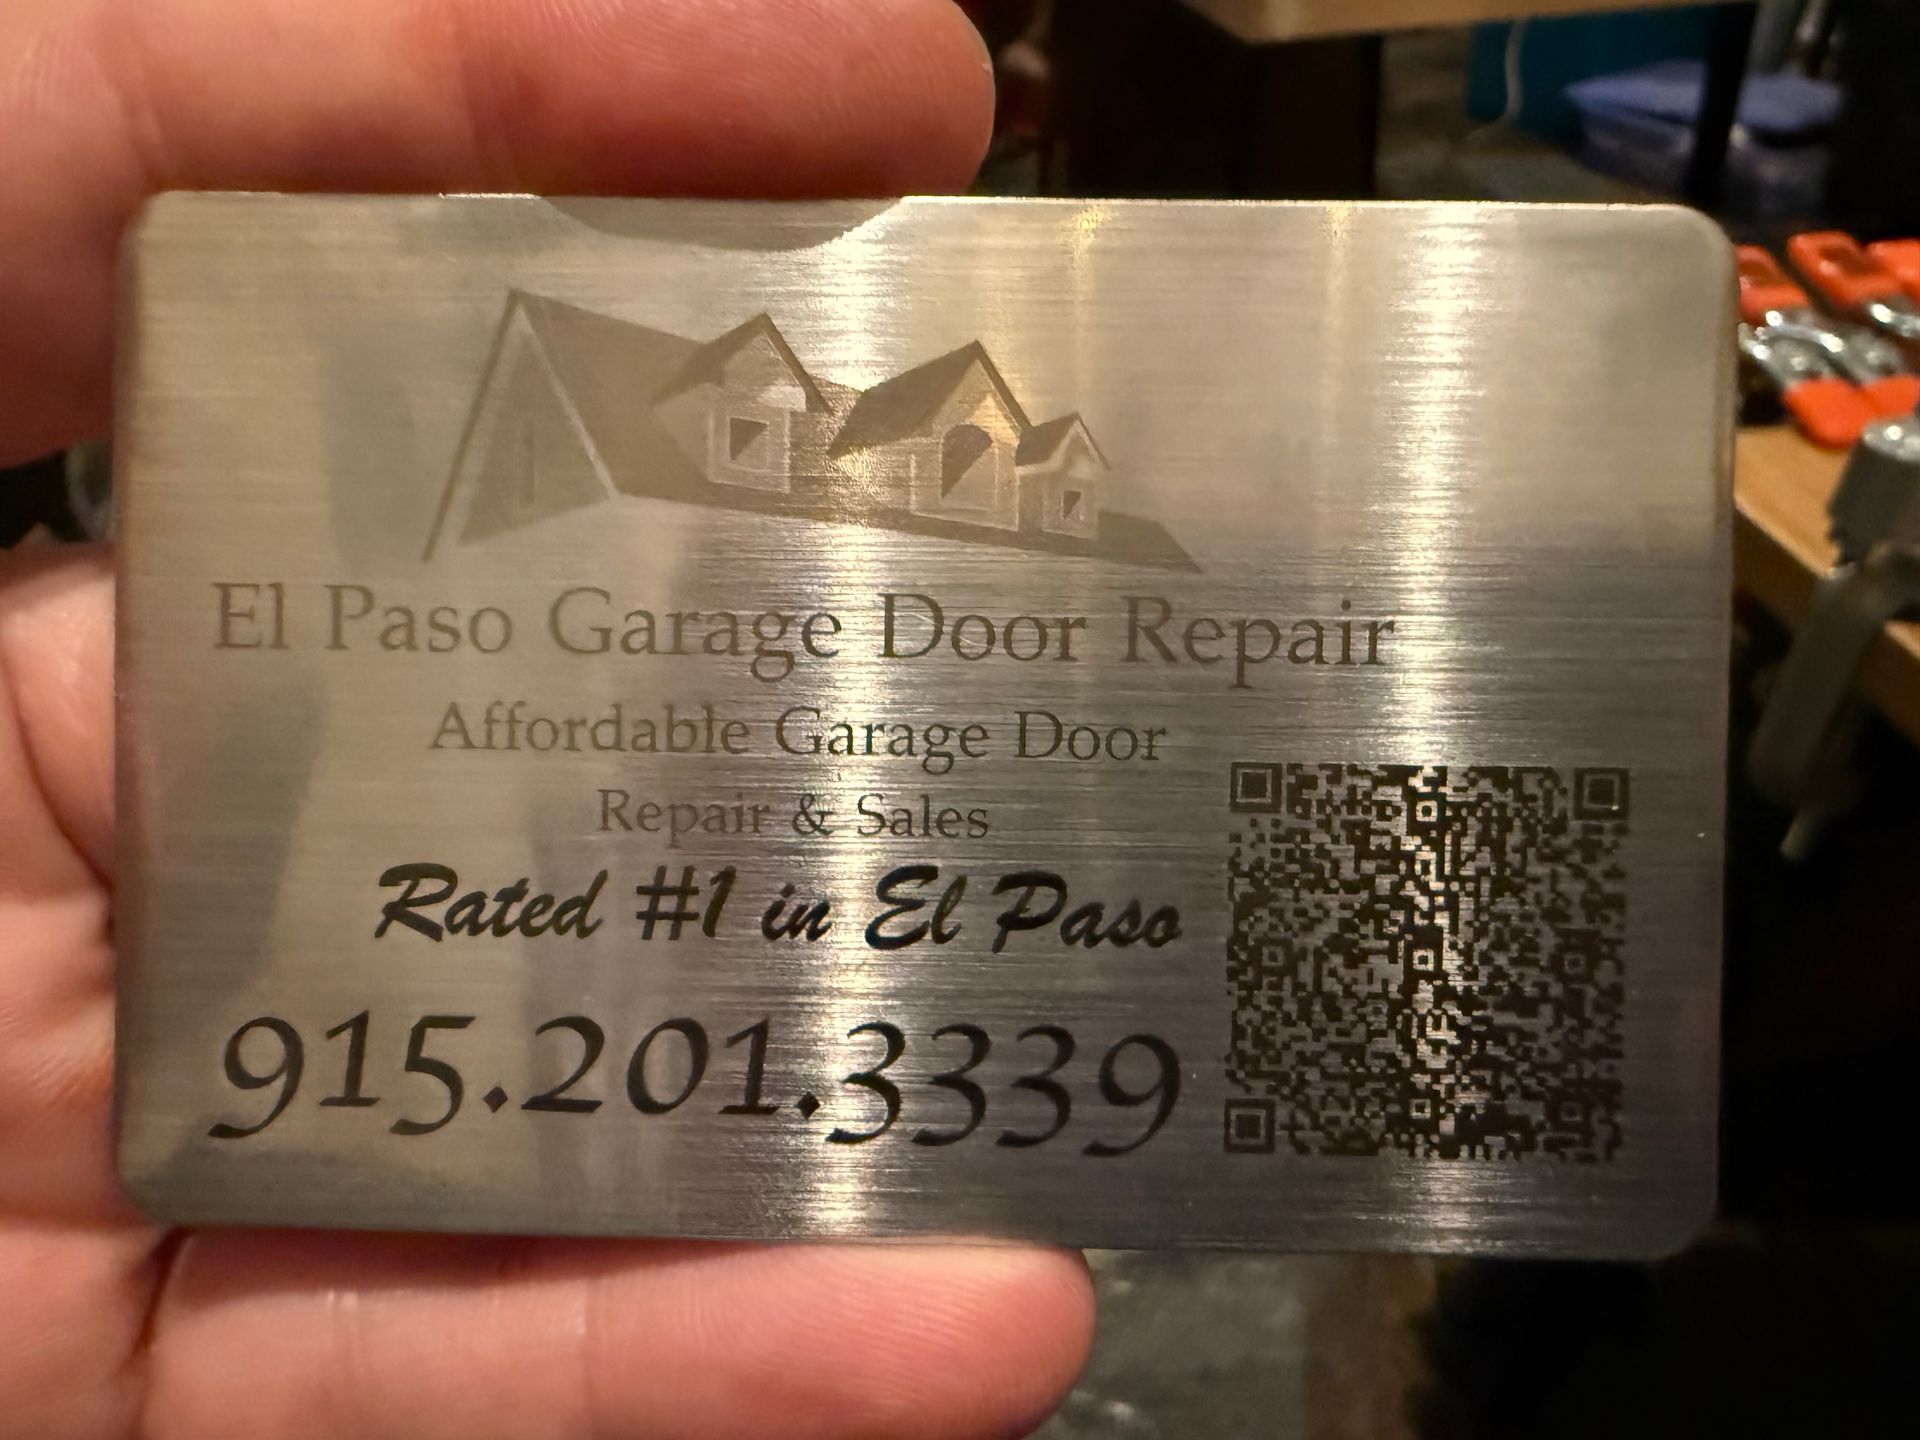 El Paso Garage Door Repair
Affordable Garage Door
Repair & Sales
Rated #1 in El Paso
915.201.3339